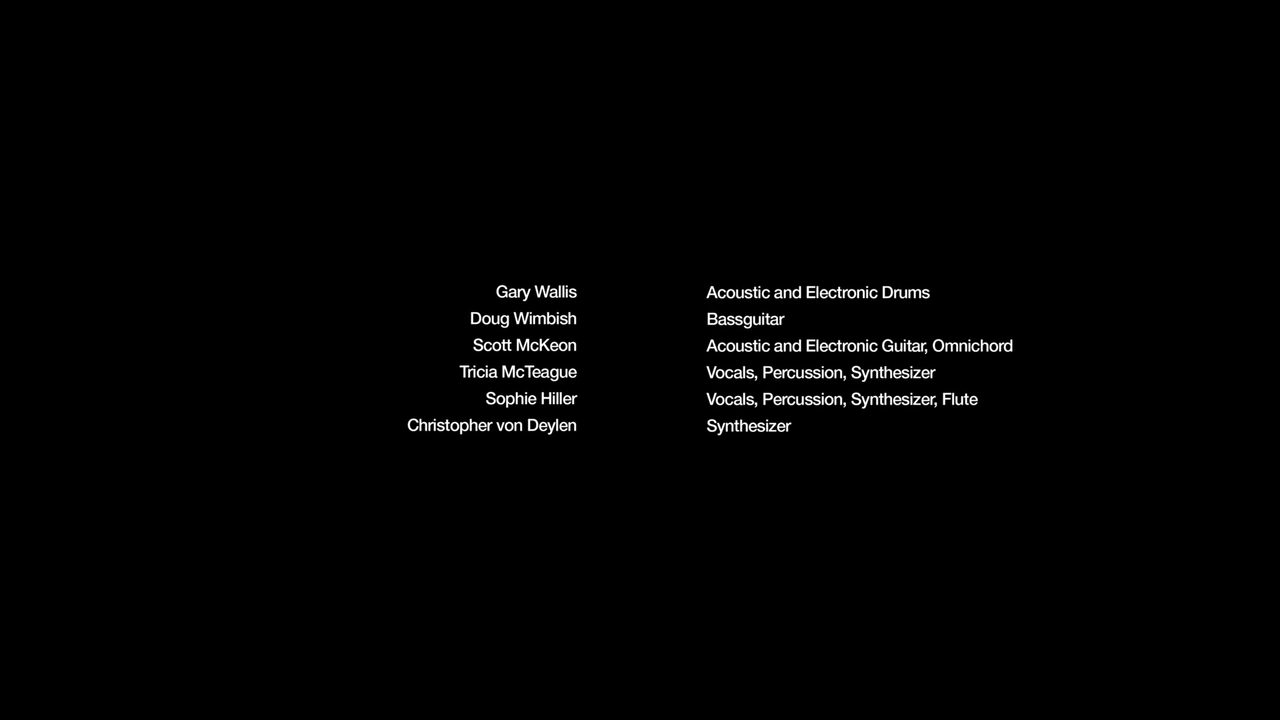 Gary Wallis Acoustic and Electronic Drums
Doug Wimbish Bassguitar
Scott McKeon Acoustic and Electronic Guitar, Omnichord
Tricia McTeague Vocals, Percussion, Synthesizer
Sophie Hiller Vocals, Percussion, Synthesizer, Flute
Christopher von Deylen Synthesizer